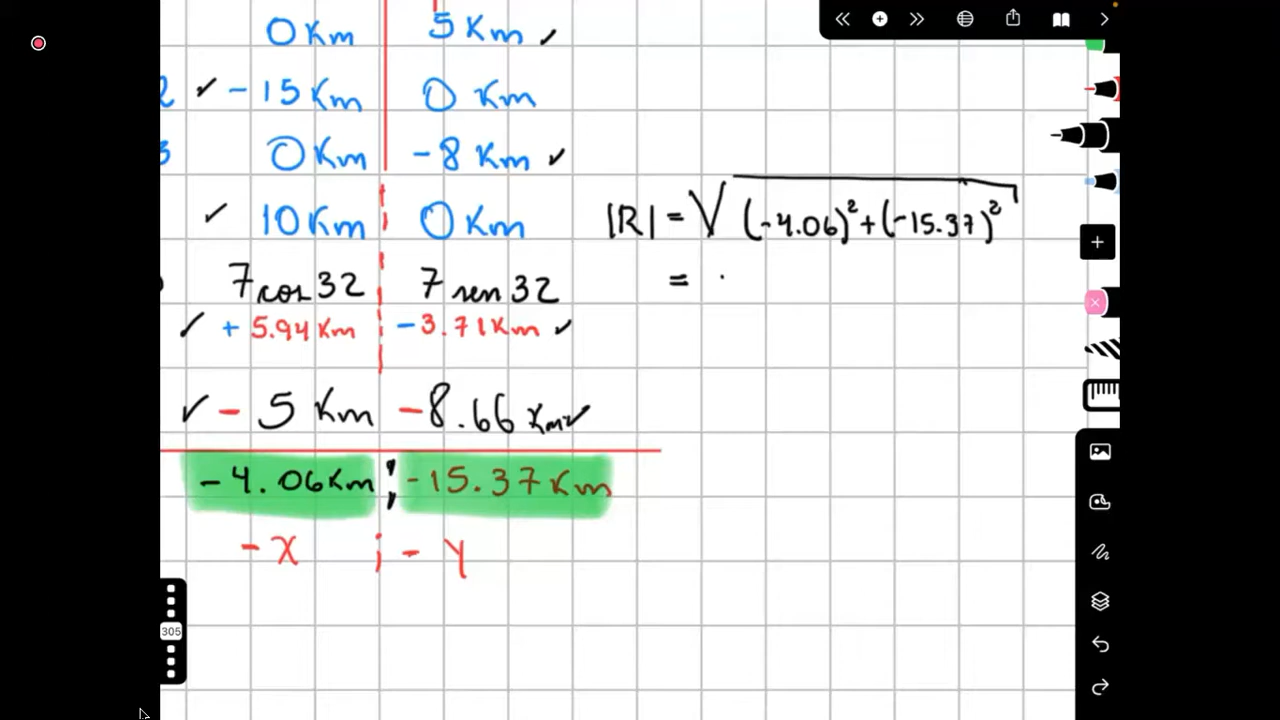 0 Km 5 Km ✓
2 ✓ - 15 Km 0 Km
3 0 Km - 8 Km ✓
✓ 10 Km 0 Km
|R| = √(-4.06)² + (-15.37)²
=
7 cos 32 7 sen 32
✓ + 5.94 Km - 3.71 Km ✓
✓ - 5 Km - 8.66 Km ✓
- 4.06 Km ; - 15.37 Km
- X ; - Y
305